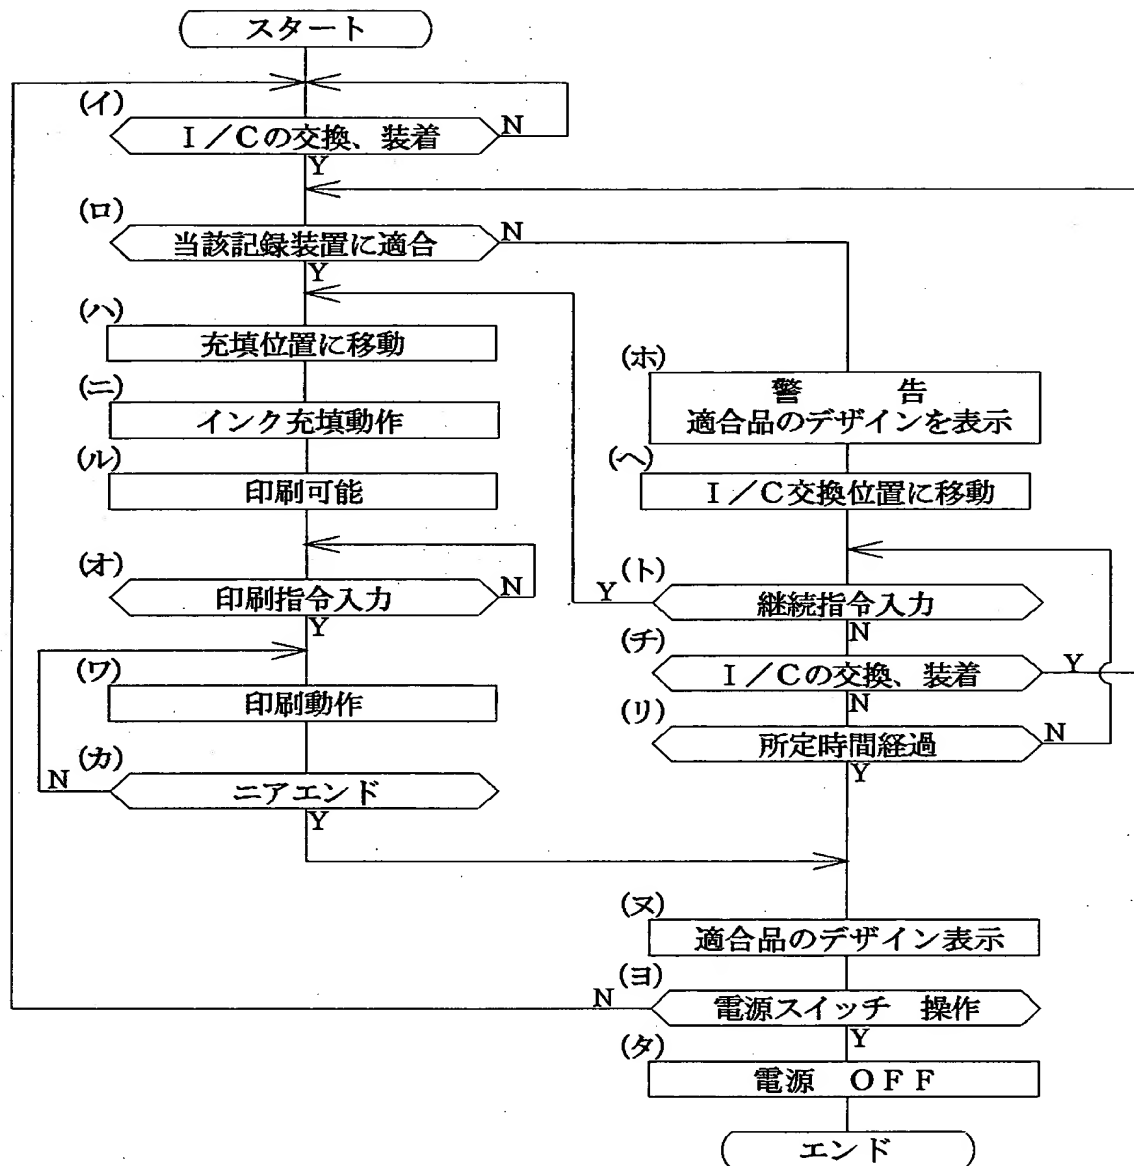 スタート
(イ)
I/Cの交換、装着
N
Y
(ロ)
当該記録装置に適合
N
Y
(ハ)
充填位置に移動
(ニ)
インク充填動作
(ル)
印刷可能
(オ)
印刷指令入力
N
Y
(ワ)
印刷動作
(カ)
ニアエンド
N
Y
(ホ)
警 告
適合品のデザインを表示
(ヘ)
I/C交換位置に移動
(ト)
継続指令入力
Y
N
(チ)
I/Cの交換、装着
Y
N
(リ)
所定時間経過
N
Y
(ヌ)
適合品のデザイン表示
(ヨ)
電源スイッチ 操作
N
Y
(タ)
電源 OFF
エンド